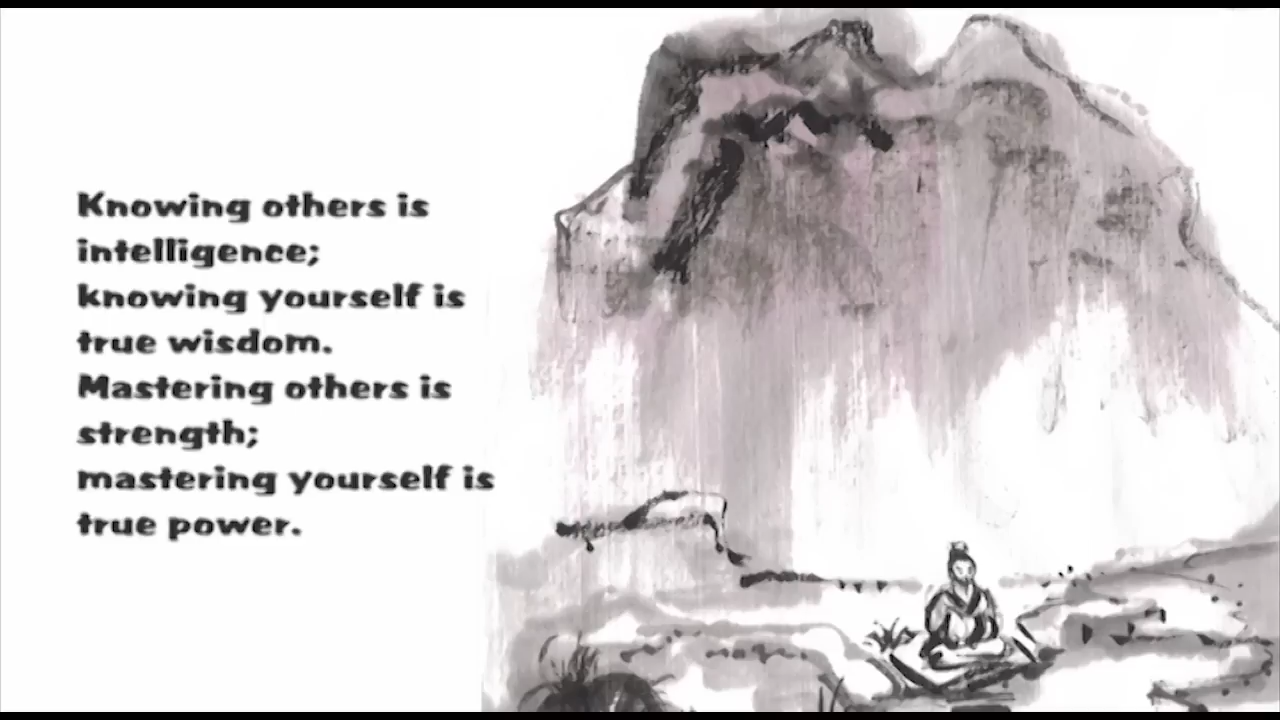 Knowing others is
intelligence;
knowing yourself is
true wisdom.
Mastering others is
strength;
mastering yourself is
true power.